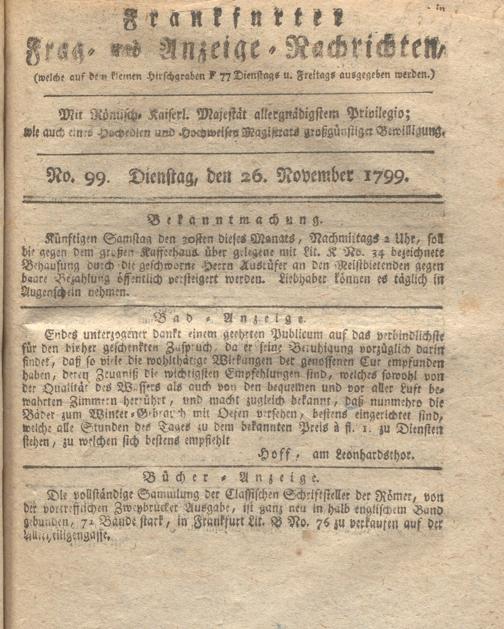 Frankfurter
Frag- und Anzeige-Nachrichten,
(welche auf dem kleinen Hirschgraben F 77 Dienstags u. Freitags ausgegeben werden.)
Mit Römisch-Kaiserl. Majestät allergnädigstem Privilegio;
wie auch eines Hochedlen und Hochweisen Magistrats großgünstiger Bewilligung.
No. 99. Dienstag, den 26. November 1799.
Bekanntmachung.
Künftigen Samstag den 30sten dieses Monats, Nachmittags 2 Uhr, soll
die gegen dem großen Kaffeehaus über gelegene mit Lit. K No. 34 bezeichnete
Behausung durch die geschworne Herrn Ausrüfer an den Meistbietenden gegen
baare Bezahlung öffentlich versteigert werden. Liebhaber können es täglich in
Augenschein nehmen.
Bad-Anzeige.
Endes unterzogener dankt einem geehrten Publicum auf das verbindlichste
für den bisher geschenkten Zuspruch, da er seine Beruhigung vorzüglich darin
findet, daß so viele die wohlthätige Wirkungen der genossenen Cur empfunden
haben, deren Zeugniß die wichtigsten Empfehlungen sind, welches sowohl von
der Qualität des Wassers als auch von den bequemen und vor aller Luft be-
wahrten Zimmern herrührt, und macht zugleich bekannt, daß nunmehro die
Bäder zum Winter-Gebrauch mit Oefen versehen, bestens eingerichtet sind,
welche alle Stunden des Tages zu dem bekannten Preis à fl. 1. zu Diensten
stehen, zu welchen sich bestens empfiehlt
Hoff, am Leonhardsthor.
Bücher-Anzeige.
Die vollständige Sammlung der Classischen Schriftsteller der Römer, von
der vortrefflichen Zweybrücker Ausgabe, ist ganz neu in halb englischem Band
gebunden, 72 Bände stark, in Frankfurt Lit. B No. 76 zu verkaufen auf der
Allerheiligengasse.